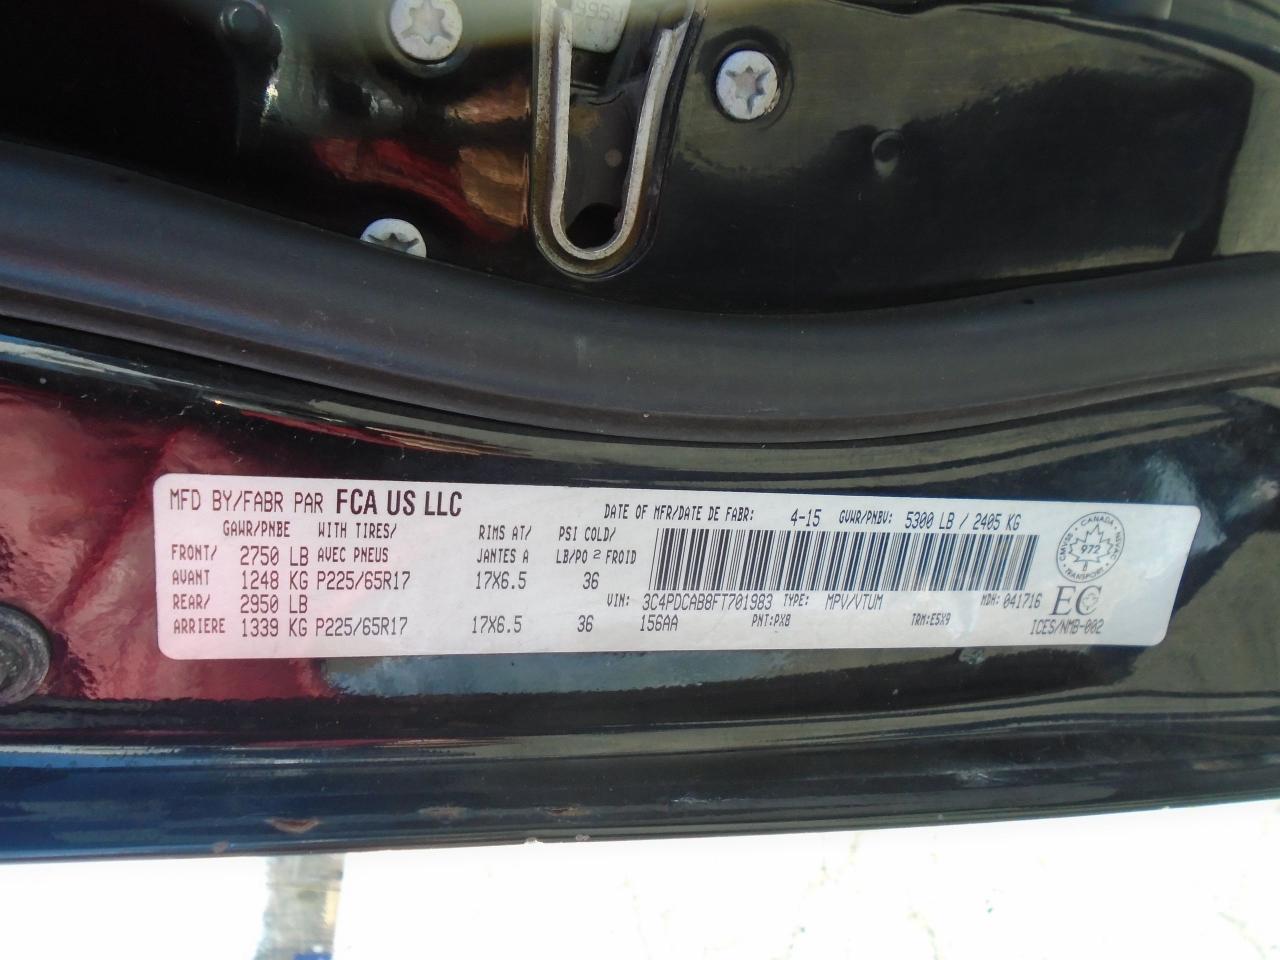 995
MFD BY/FABR PAR FCA US LLC
DATE OF MFR/DATE DE FABR: 4-15 GVWR/PNBV: 5300 LB / 2405 KG
GAWR/PNBE WITH TIRES/ RIMS AT/ PSI COLD/
FRONT/ 2750 LB AVEC PNEUS JANTES A LB/PO 2 FROID
AVANT 1248 KG P225/65R17 17X6.5 36
REAR/ 2950 LB
ARRIERE 1339 KG P225/65R17 17X6.5 36
VIN: 3C4PDCAB8FT701983 TYPE: MPV/VTUM MDH: 041716
156AA PNT:PX8 TRM:E5X9
CANADA
972
8
TRANSPORT
EC
ICES/NMB-002